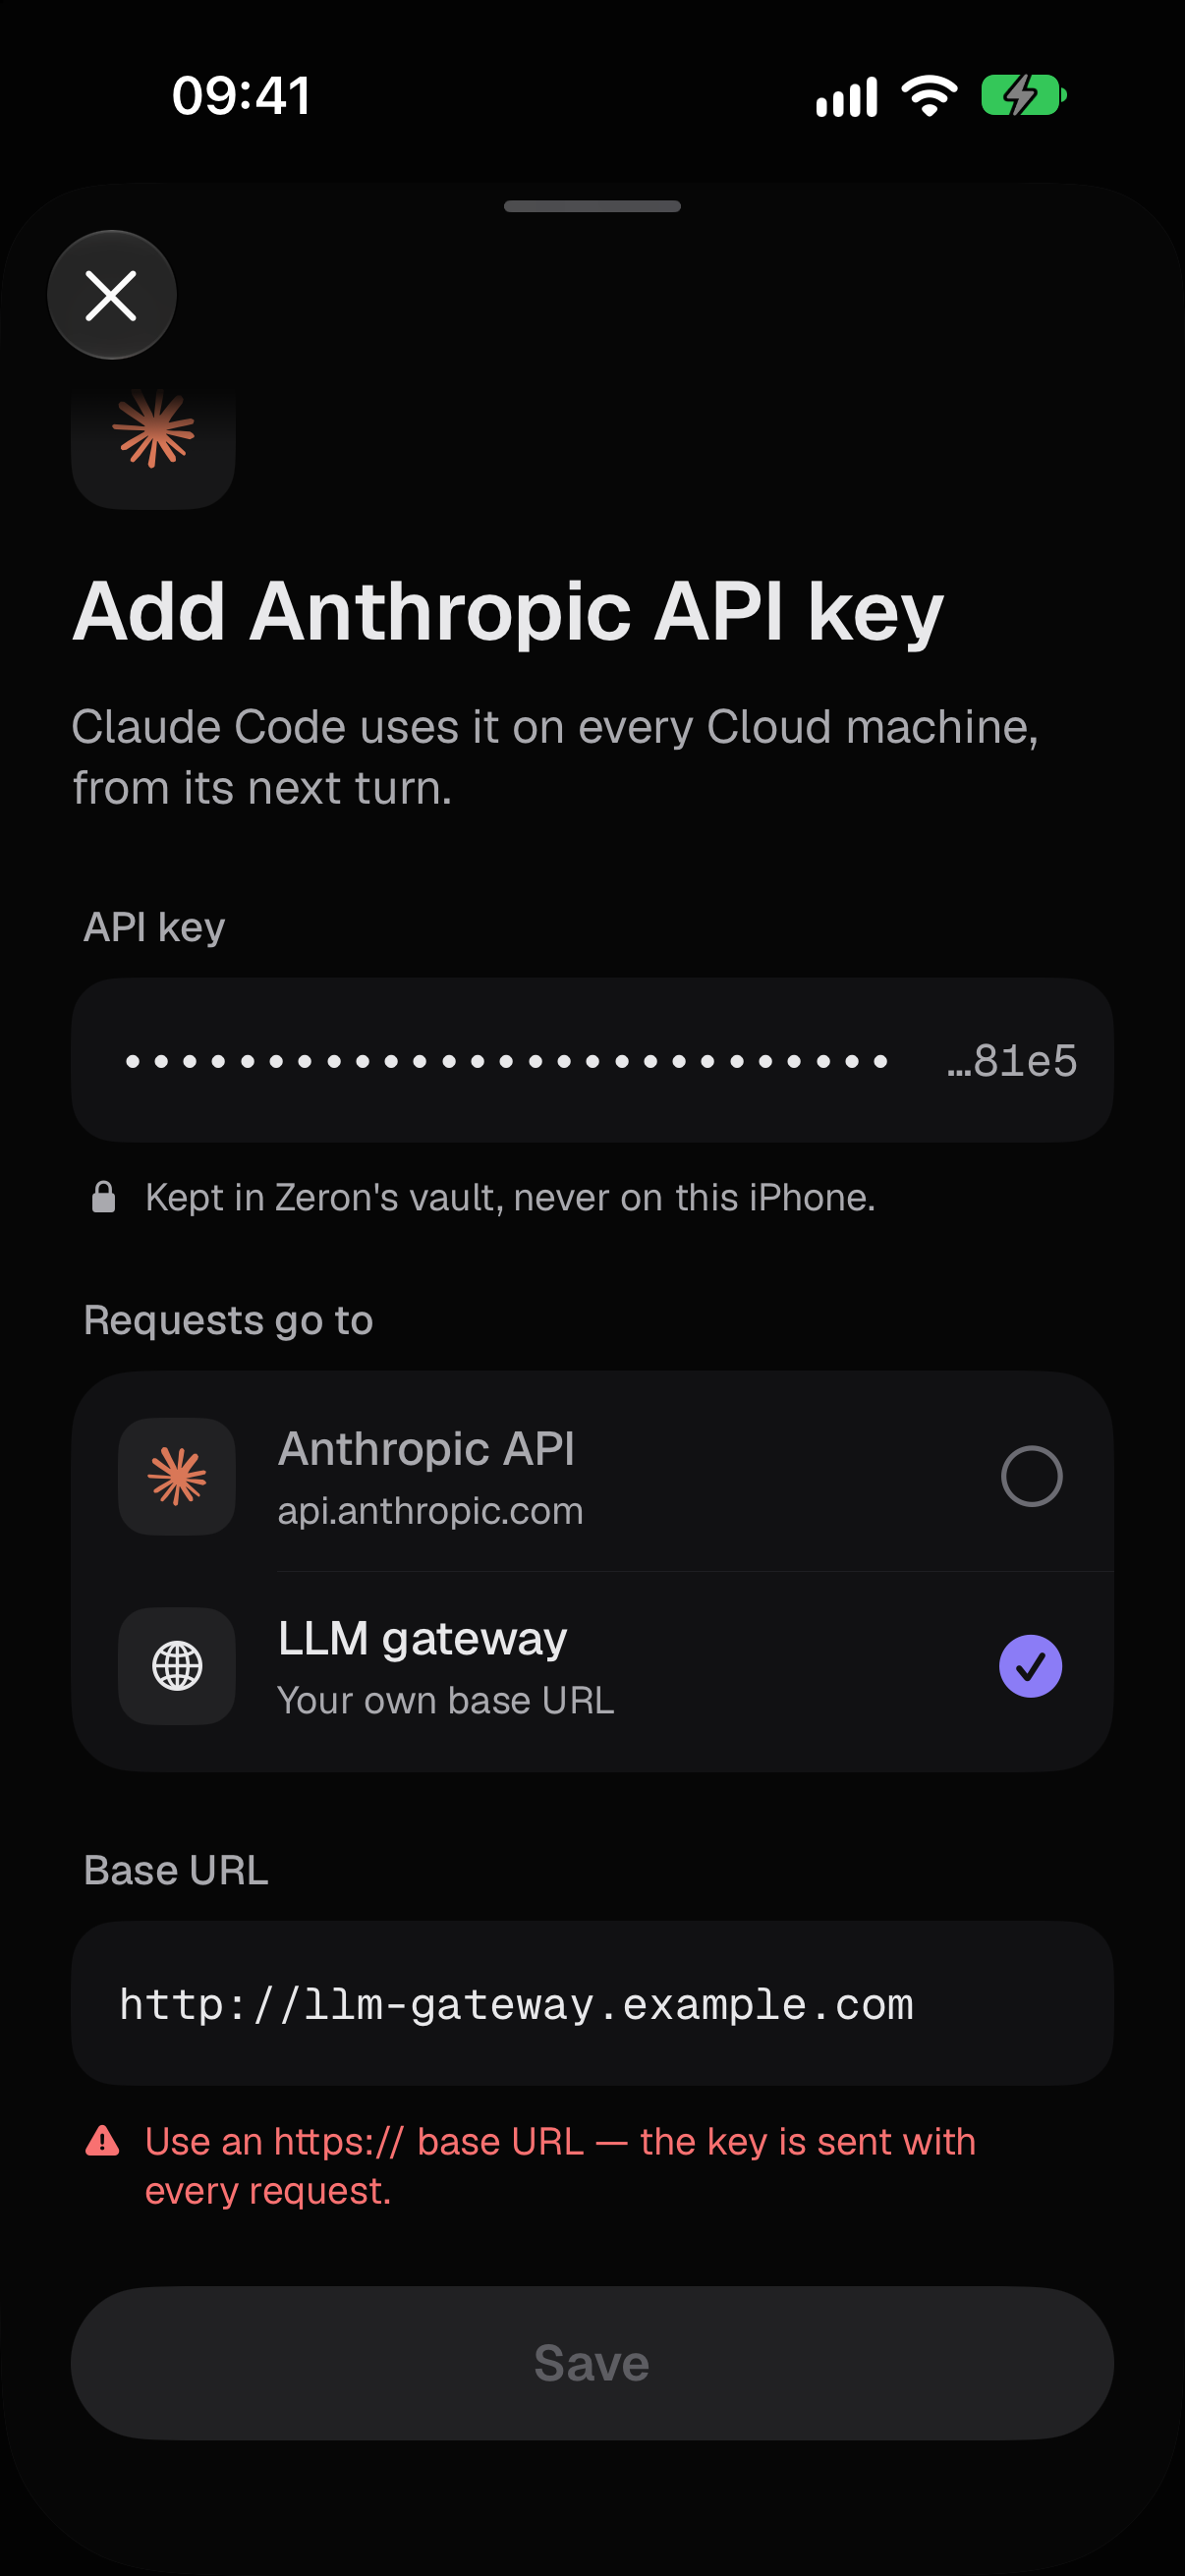 09:41
Add Anthropic API key
Claude Code uses it on every Cloud machine,
from its next turn.
API key
•••••••••••••••••••••••••••
…81e5
Kept in Zeron's vault, never on this iPhone.
Requests go to
Anthropic API
api.anthropic.com
LLM gateway
Your own base URL
Base URL
http://llm-gateway.example.com
Use an https:// base URL — the key is sent with
every request.
Save